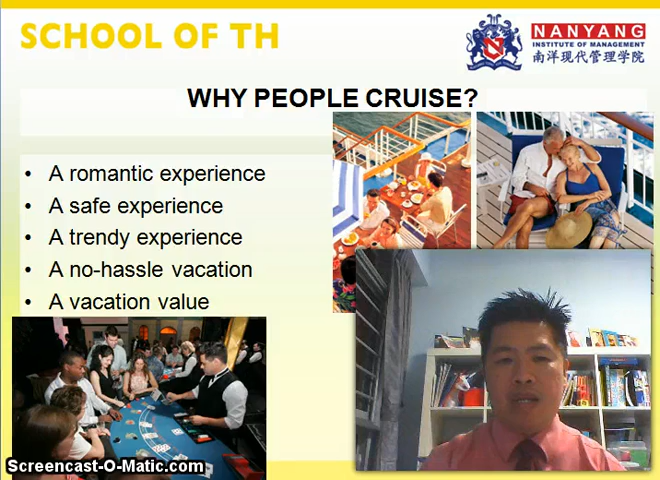 SCHOOL OF TH
NANYANG
INSTITUTE OF MANAGEMENT
南洋现代管理学院
WHY PEOPLE CRUISE?
• A romantic experience
• A safe experience
• A trendy experience
• A no-hassle vacation
• A vacation value
Screencast-O-Matic.com